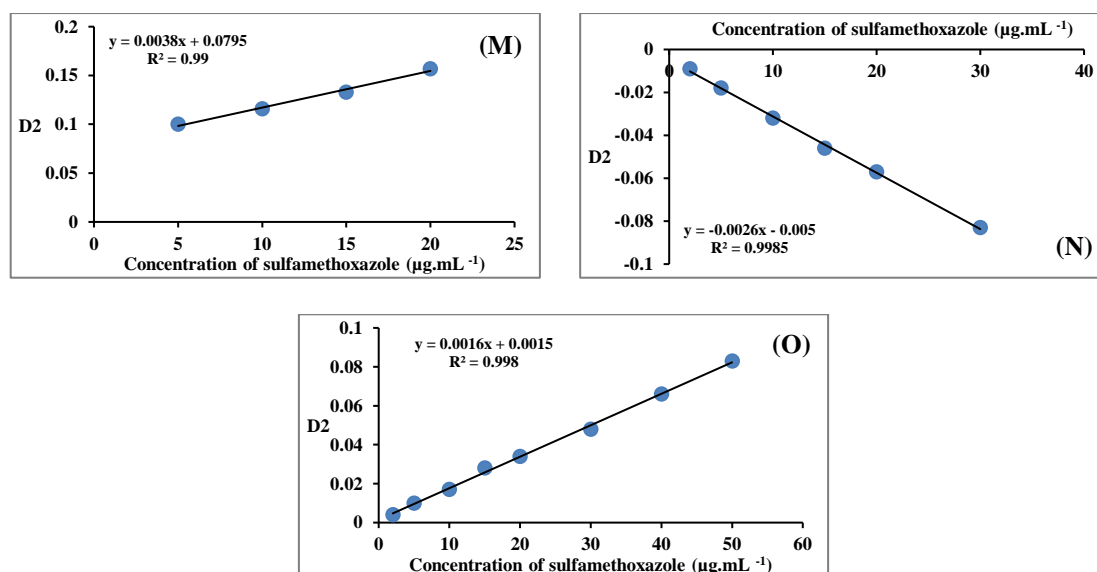 y = 0.0038x + 0.0795
R² = 0.99
(M)
0.2
0.15
0.1
0.05
0
D2
0 5 10 15 20 25
Concentration of sulfamethoxazole (µg.mL ⁻¹)
Concentration of sulfamethoxazole (µg.mL ⁻¹)
0 10 20 30 40
0
-0.02
-0.04
-0.06
-0.08
-0.1
D2
y = -0.0026x - 0.005
R² = 0.9985
(N)
y = 0.0016x + 0.0015
R² = 0.998
(O)
0.1
0.08
0.06
0.04
0.02
0
D2
0 10 20 30 40 50 60
Concentration of sulfamethoxazole (µg.mL ⁻¹)